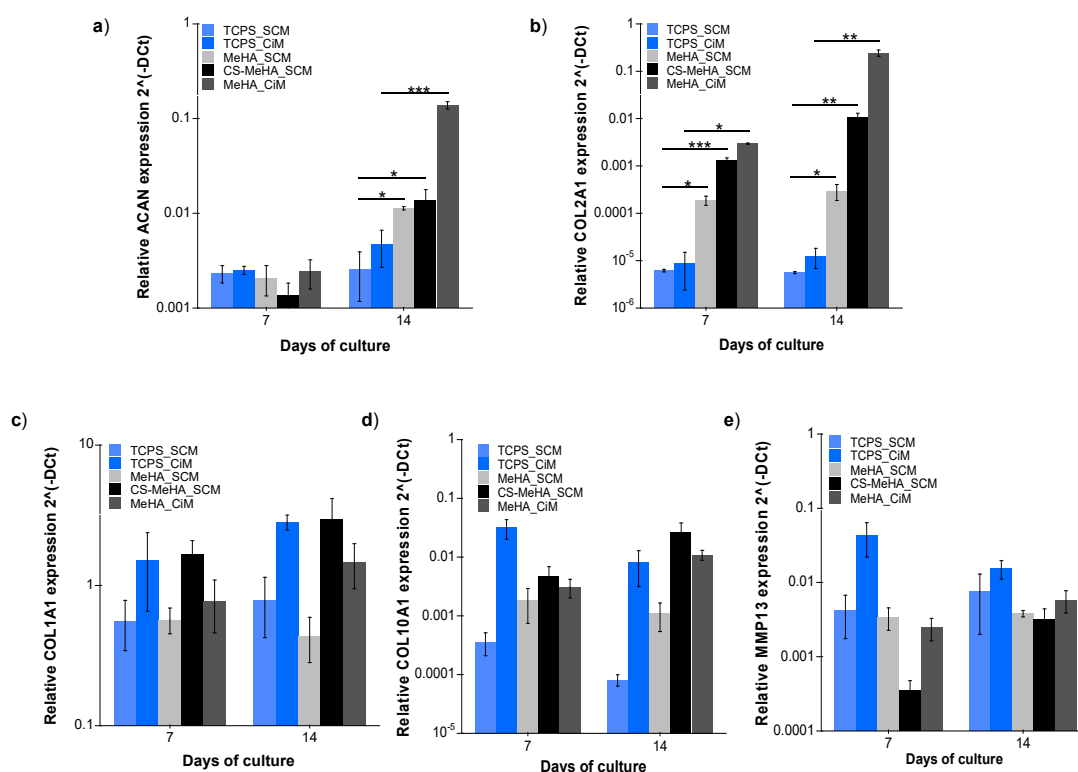 a)
Relative ACAN expression 2^(-DCt)
1
0.1
0.01
0.001
TCPS_SCM
TCPS_CiM
MeHA_SCM
CS-MeHA_SCM
MeHA_CiM
*
*
***
7
14
Days of culture
b)
Relative COL2A1 expression 2^(-DCt)
1
0.1
0.01
0.001
0.0001
10-5
10-6
TCPS_SCM
TCPS_CiM
MeHA_SCM
CS-MeHA_SCM
MeHA_CiM
*
***
*
*
**
**
7
14
Days of culture
c)
Relative COL1A1 expression 2^(-DCt)
10
1
0.1
TCPS_SCM
TCPS_CiM
MeHA_SCM
CS-MeHA_SCM
MeHA_CiM
7
14
Days of culture
d)
Relative COL10A1 expression 2^(-DCt)
1
0.1
0.01
0.001
0.0001
10-5
TCPS_SCM
TCPS_CiM
MeHA_SCM
CS-MeHA_SCM
MeHA_CiM
7
14
Days of culture
e)
Relative MMP13 expression 2^(-DCt)
1
0.1
0.01
0.001
0.0001
TCPS_SCM
TCPS_CiM
MeHA_SCM
CS-MeHA_SCM
MeHA_CiM
7
14
Days of culture